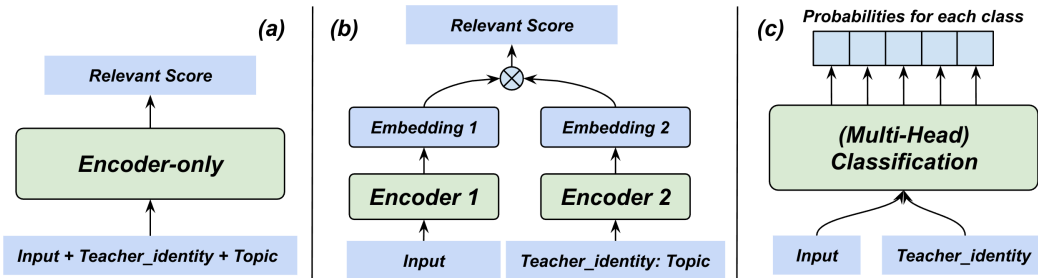 (a)
Relevant Score
Encoder-only
Input + Teacher_identity + Topic
(b)
Relevant Score
Embedding 1
Embedding 2
Encoder 1
Encoder 2
Input
Teacher_identity: Topic
(c)
Probabilities for each class
(Multi-Head)
Classification
Input
Teacher_identity